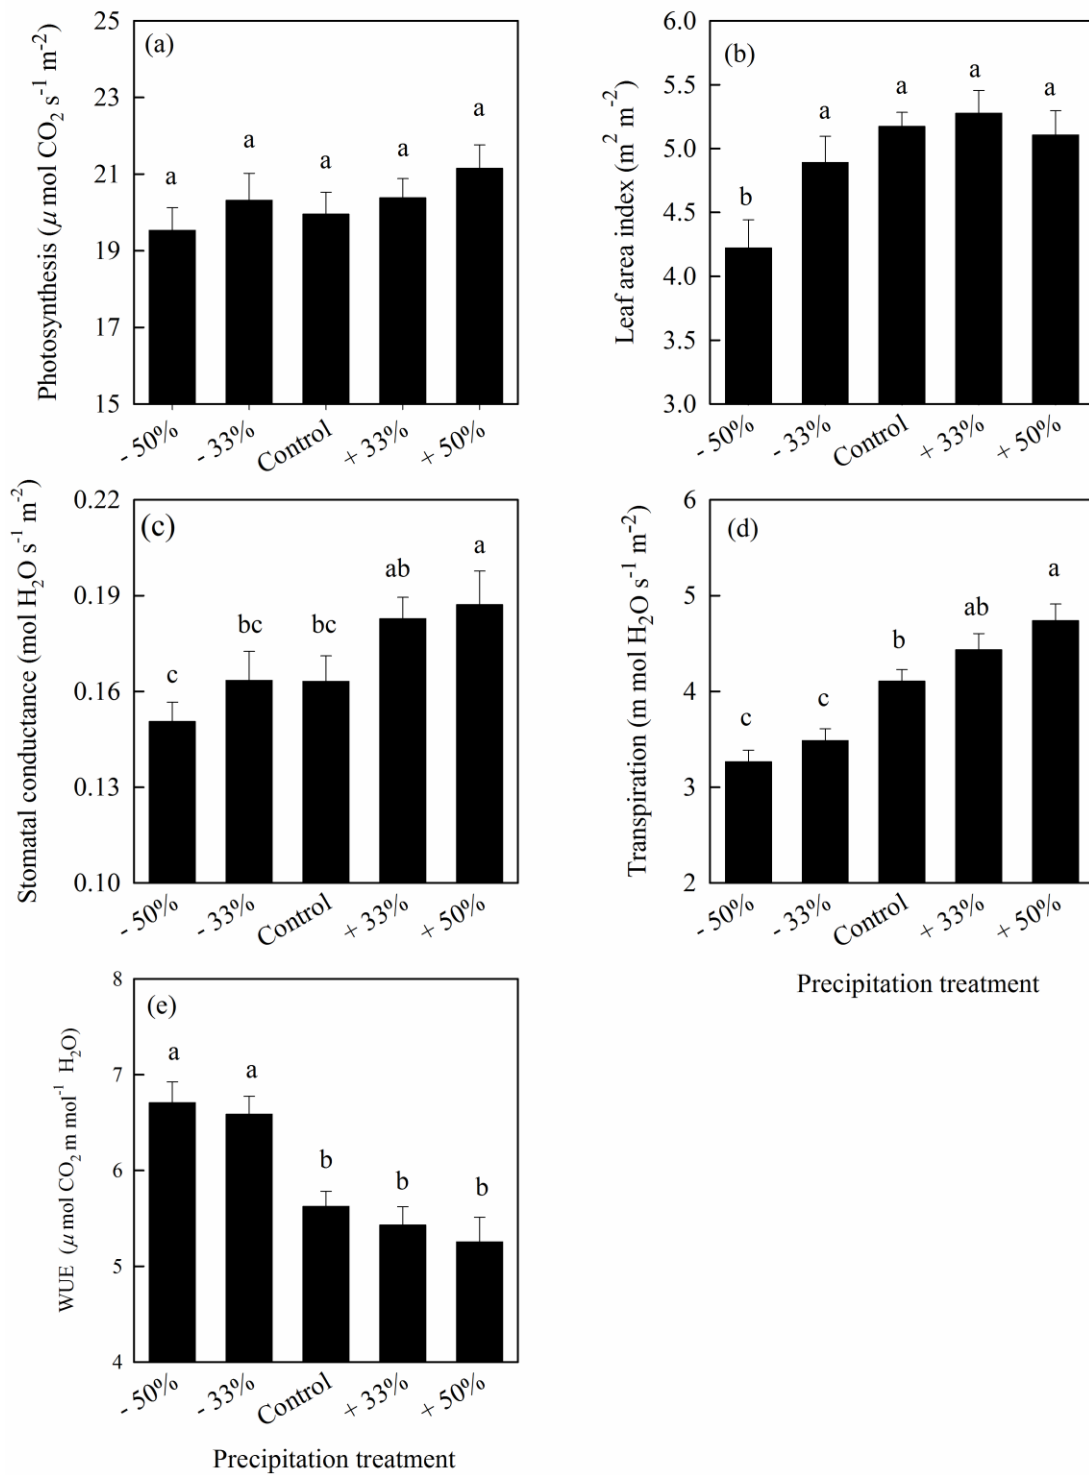 (a)
Photosynthesis (μ mol CO2 s-1 m-2)
25
23
21
19
17
15
a
a
a
a
a
- 50%
- 33%
Control
+ 33%
+ 50%
(b)
Leaf area index (m2 m-2)
6.0
5.5
5.0
4.5
4.0
3.5
3.0
b
a
a
a
a
- 50%
- 33%
Control
+ 33%
+ 50%
(c)
Stomatal conductance (mol H2O s-1 m-2)
0.22
0.19
0.16
0.13
0.10
c
bc
bc
ab
a
- 50%
- 33%
Control
+ 33%
+ 50%
(d)
Transpiration (m mol H2O s-1 m-2)
6
5
4
3
2
c
c
b
ab
a
- 50%
- 33%
Control
+ 33%
+ 50%
Precipitation treatment
(e)
WUE (μ mol CO2 m mol-1 H2O)
8
7
6
5
4
a
a
b
b
b
- 50%
- 33%
Control
+ 33%
+ 50%
Precipitation treatment